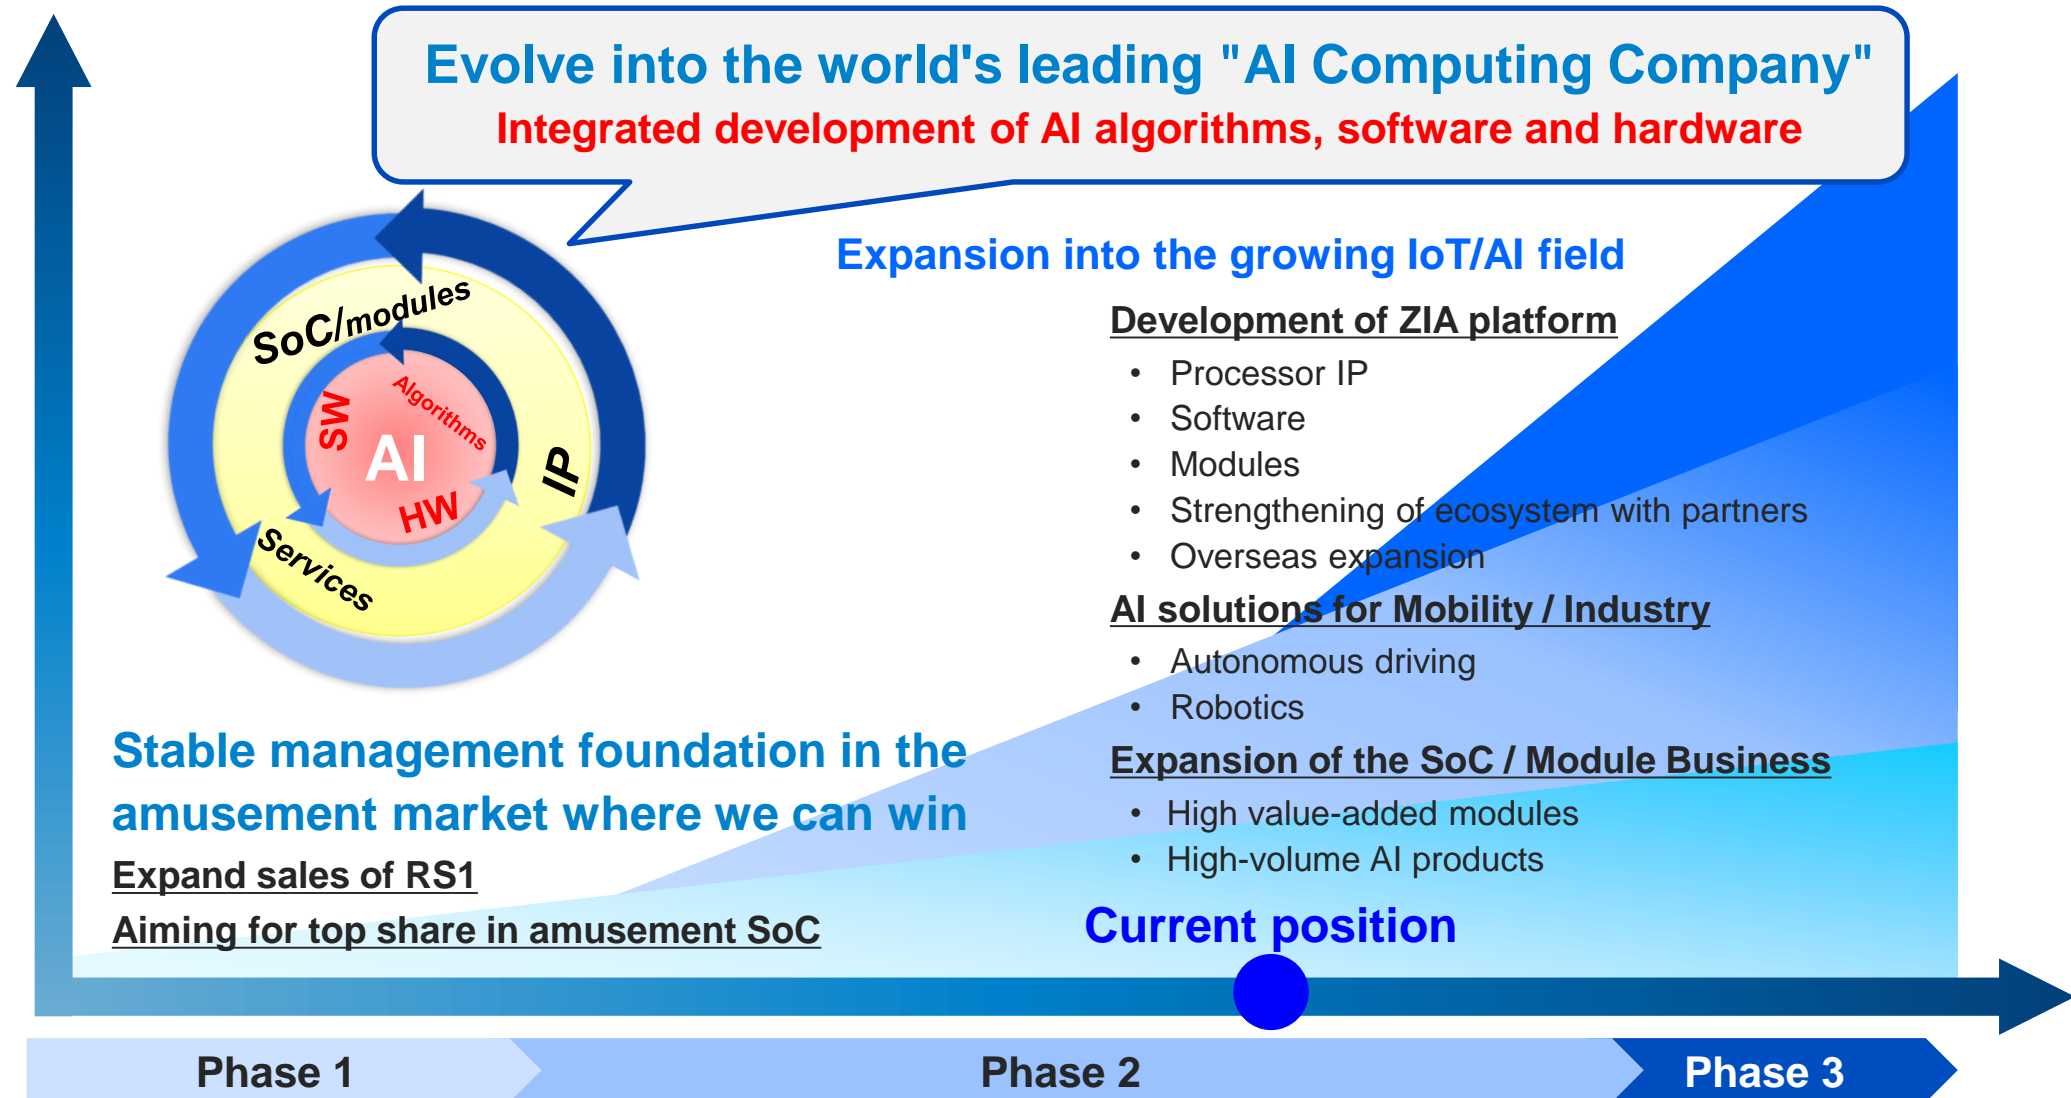 Evolve into the world's leading "AI Computing Company"
Integrated development of AI algorithms, software and hardware
SoC/modules
IP
Services
SW
Algorithms
AI
HW
Expansion into the growing IoT/AI field
Development of ZIA platform
• Processor IP
• Software
• Modules
• Strengthening of ecosystem with partners
• Overseas expansion
AI solutions for Mobility / Industry
• Autonomous driving
• Robotics
Expansion of the SoC / Module Business
• High value-added modules
• High-volume AI products
Stable management foundation in the
amusement market where we can win
Expand sales of RS1
Aiming for top share in amusement SoC
Current position
Phase 1
Phase 2
Phase 3